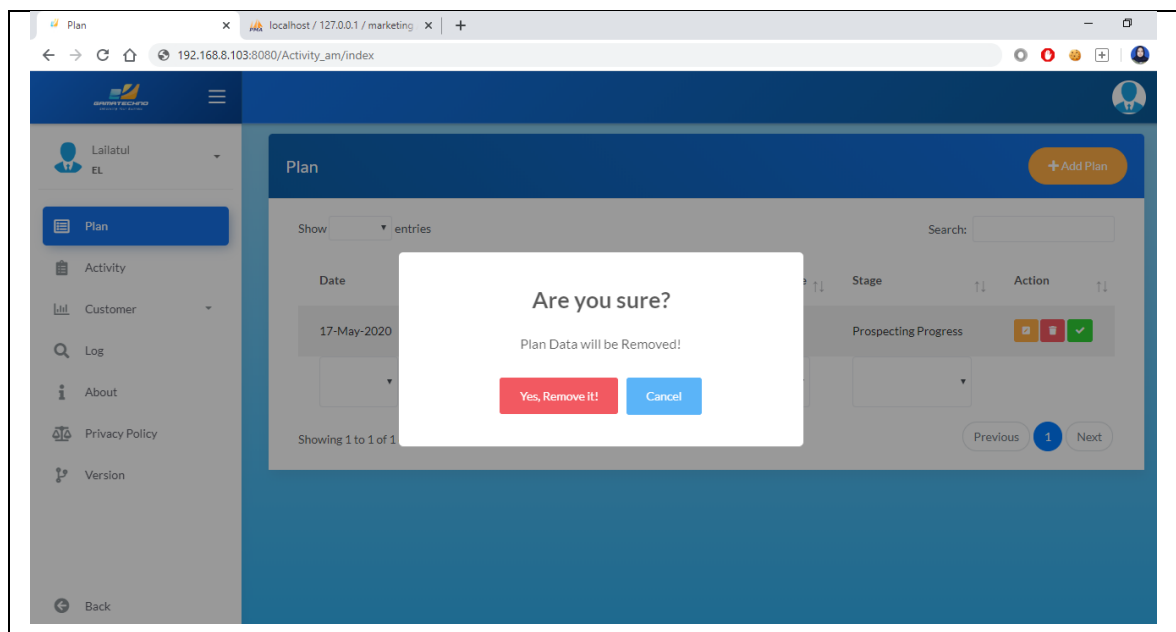 Plan
localhost / 127.0.0.1 / marketing
192.168.8.103:8080/Activity_am/index
GAMATECHNO
Lailatul
EL
Plan
+ Add Plan
Plan
Show entries
Search:
Activity
Date
Stage
Action
Are you sure?
Customer
17-May-2020
Prospecting Progress
Plan Data will be Removed!
Log
About
Yes, Remove it!
Cancel
Privacy Policy
Showing 1 to 1 of 1
Previous
1
Next
Version
Back